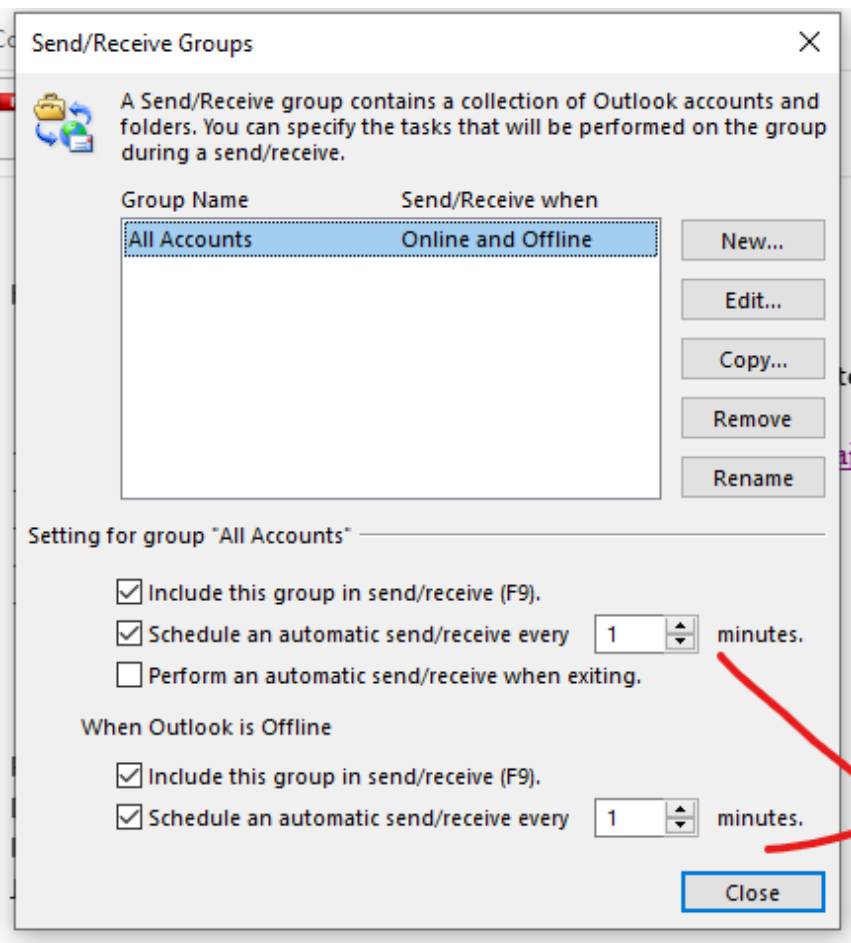 Send/Receive Groups
A Send/Receive group contains a collection of Outlook accounts and
folders. You can specify the tasks that will be performed on the group
during a send/receive.
Group Name Send/Receive when
All Accounts Online and Offline
New...
Edit...
Copy...
Remove
Rename
Setting for group "All Accounts"
Include this group in send/receive (F9).
Schedule an automatic send/receive every 1 minutes.
Perform an automatic send/receive when exiting.
When Outlook is Offline
Include this group in send/receive (F9).
Schedule an automatic send/receive every 1 minutes.
Close